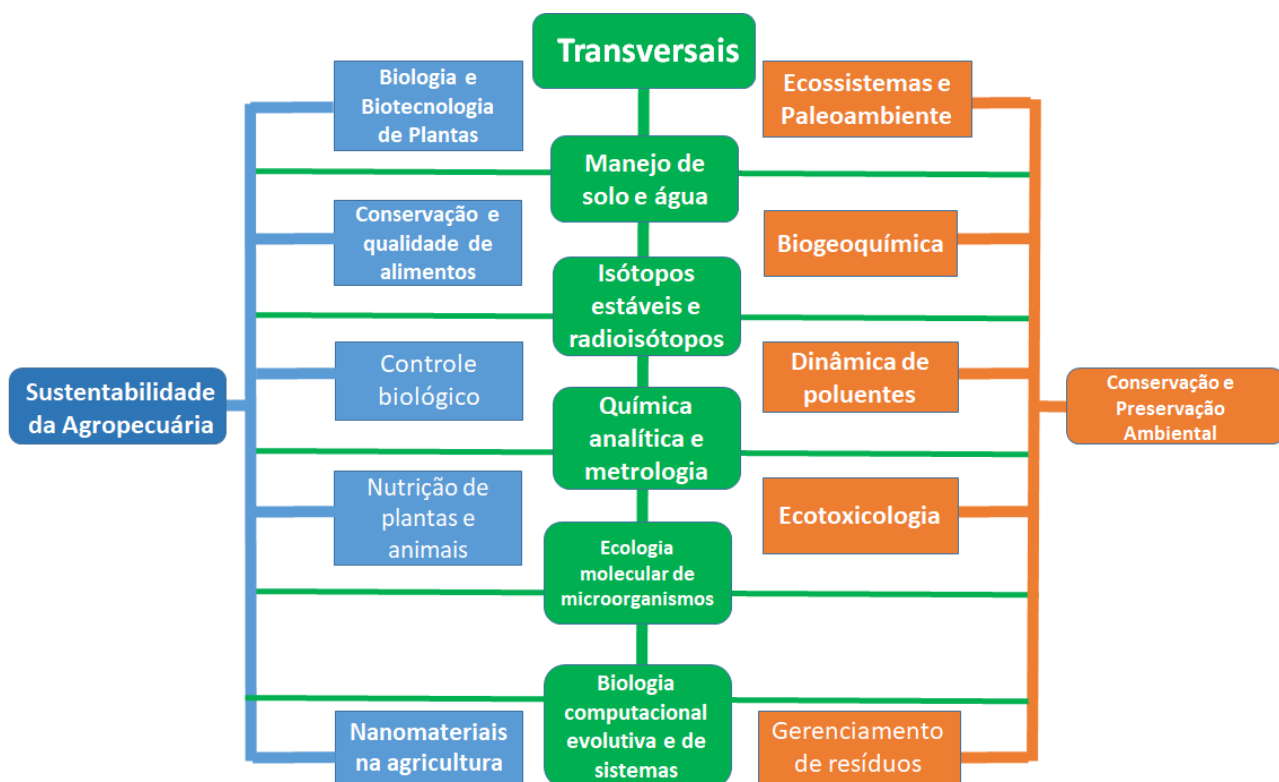 Transversais
Biologia e
Biotecnologia
de Plantas
Ecossistemas e
Paleoambiente
Manejo de
solo e água
Conservação e
qualidade de
alimentos
Biogeoquímica
Isótopos
estáveis e
radioisótopos
Controle
biológico
Dinâmica de
poluentes
Sustentabilidade
da Agropecuária
Conservação e
Preservação
Ambiental
Química
analítica e
metrologia
Nutrição de
plantas e
animais
Ecotoxicologia
Ecologia
molecular de
microorganismos
Biologia
computacional
evolutiva e de
sistemas
Nanomateriais
na agricultura
Gerenciamento
de resíduos